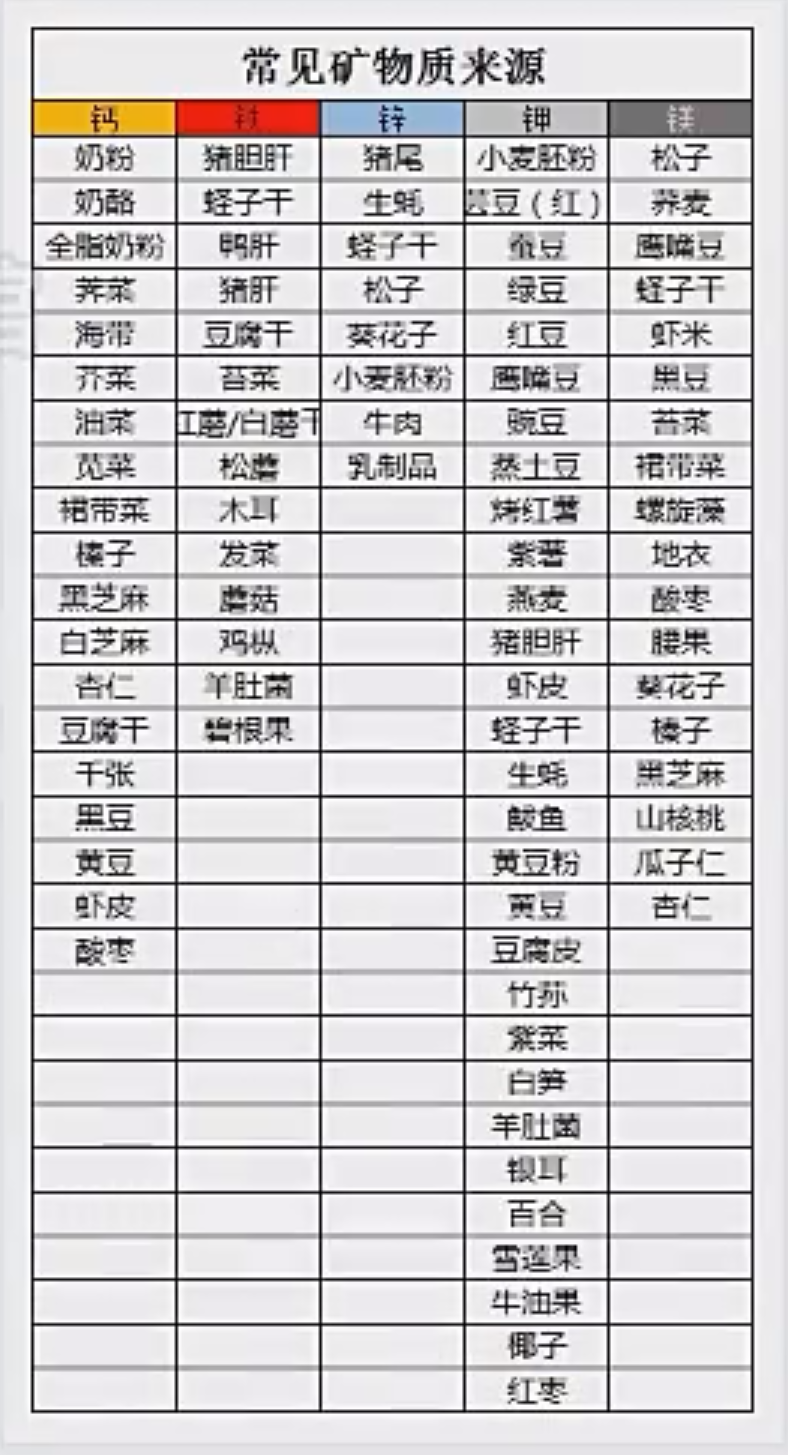 常见矿物质来源
钙 铁 锌 钾 镁
奶粉 猪胆肝 猪尾 小麦胚粉 松子
奶酪 蛏子干 生蚝 芸豆（红） 荞麦
全脂奶粉 鸭肝 蛏子干 蚕豆 鹰嘴豆
荠菜 猪肝 松子 绿豆 蛏子干
海带 豆腐干 葵花子 红豆 虾米
芥菜 苔菜 小麦胚粉 鹰嘴豆 黑豆
油菜 红蘑/白蘑干 牛肉 豌豆 苔菜
苋菜 松蘑 乳制品 蒸土豆 裙带菜
裙带菜 木耳 烤红薯 螺旋藻
榛子 发菜 紫薯 地衣
黑芝麻 蘑菇 燕麦 酸枣
白芝麻 鸡枞 猪胆肝 腰果
杏仁 羊肚菌 虾皮 葵花子
豆腐干 碧根果 蛏子干 榛子
千张 生蚝 黑芝麻
黑豆 鲅鱼 山核桃
黄豆 黄豆粉 瓜子仁
虾皮 黄豆 杏仁
酸枣 豆腐皮
竹荪
紫菜
白笋
羊肚菌
银耳
百合
雪莲果
牛油果
椰子
红枣